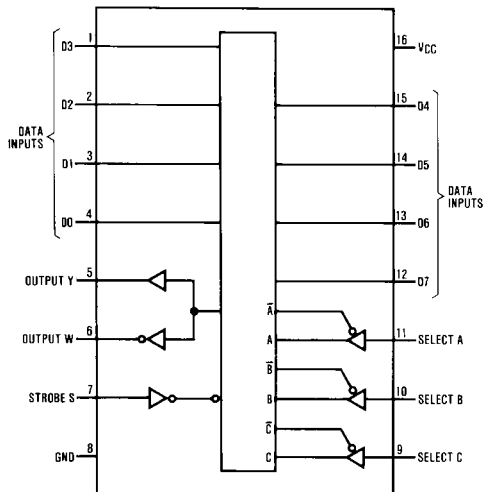 D3 1
D2 2
DATA
INPUTS
D1 3
D0 4
OUTPUT Y 5
OUTPUT W 6
STROBE S 7
GND 8
16 VCC
15 D4
14 D5
DATA
INPUTS
13 D6
12 D7
A̅
A 11 SELECT A
B̅
B 10 SELECT B
C̅
C 9 SELECT C